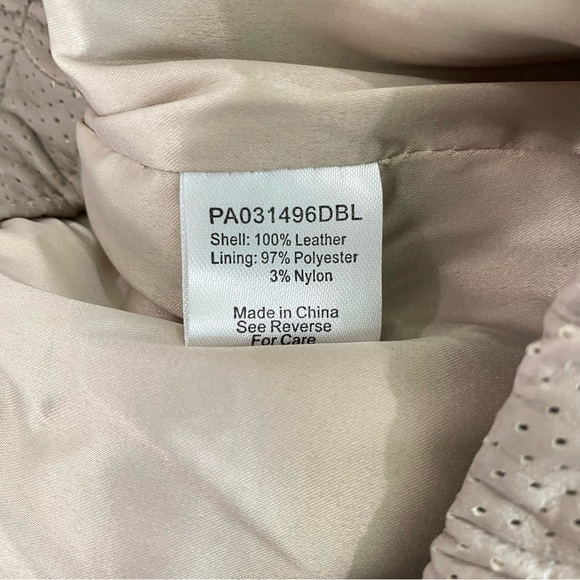 PA031496DBL
Shell: 100% Leather
Lining: 97% Polyester
3% Nylon
Made in China
See Reverse
For Care